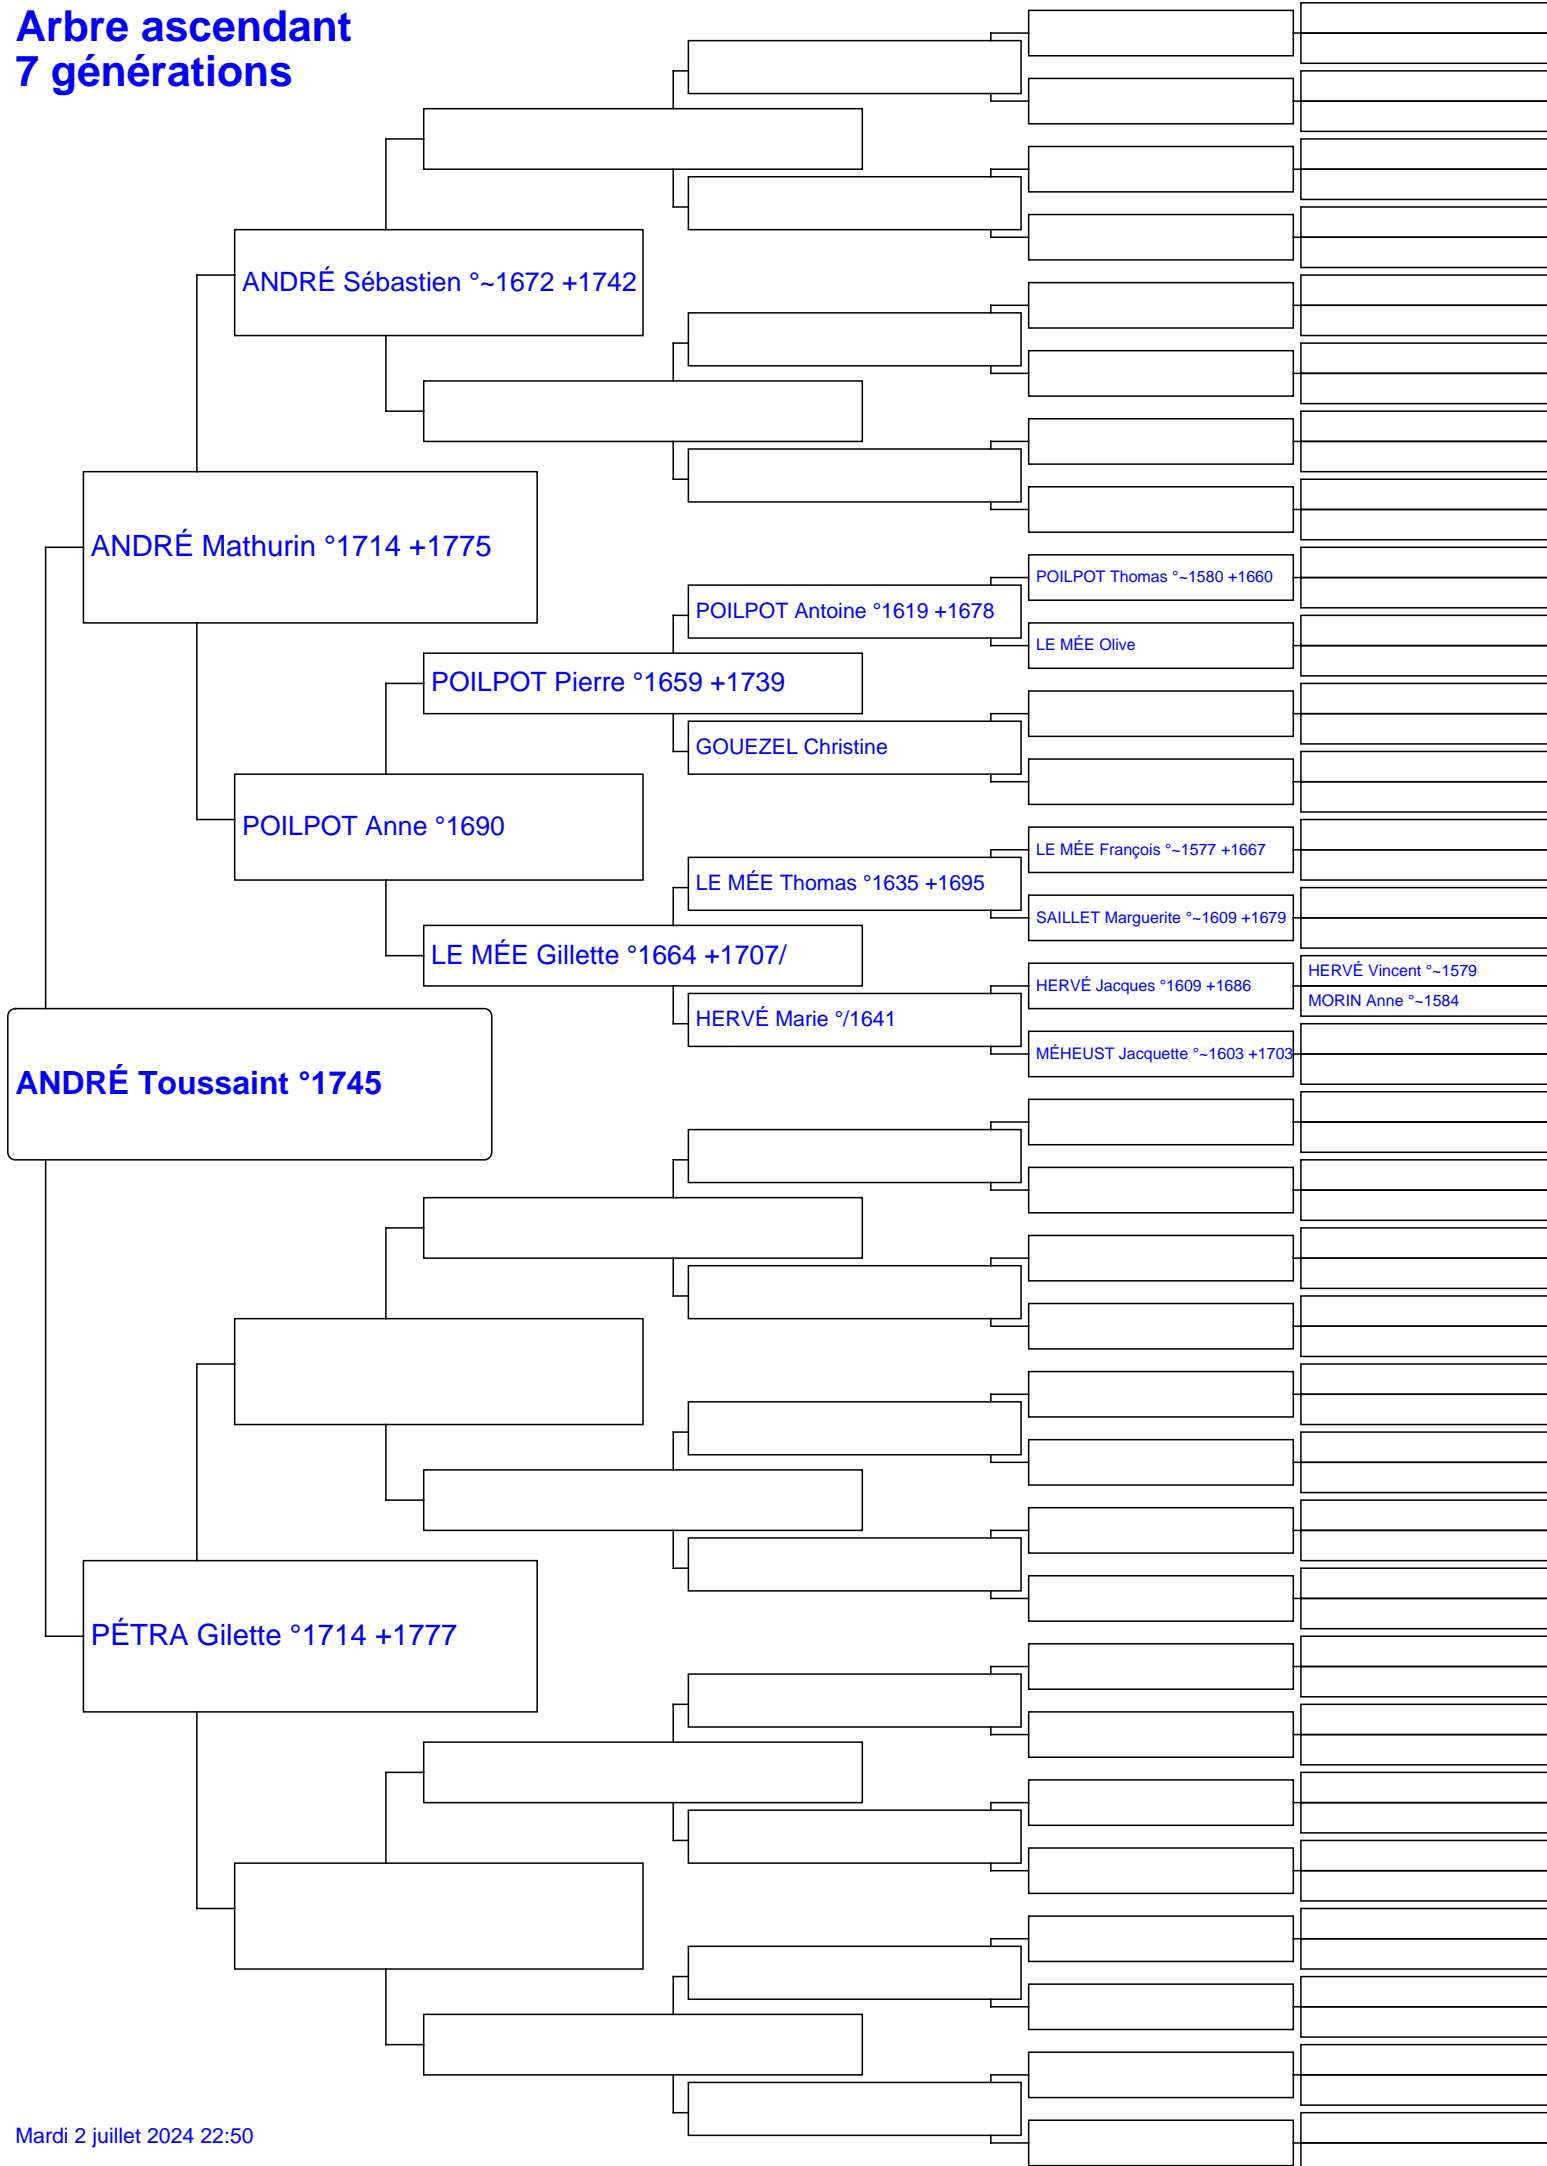 Arbre ascendant
7 générations
ANDRÉ Sébastien °~1672 +1742
ANDRÉ Mathurin °1714 +1775
POILPOT Thomas °~1580 +1660
POILPOT Antoine °1619 +1678
LE MÉE Olive
POILPOT Pierre °1659 +1739
GOUEZEL Christine
POILPOT Anne °1690
LE MÉE François °~1577 +1667
LE MÉE Thomas °1635 +1695
SAILLET Marguerite °~1609 +1679
LE MÉE Gillette °1664 +1707/
HERVÉ Vincent °~1579
HERVÉ Jacques °1609 +1686
MORIN Anne °~1584
HERVÉ Marie °/1641
MÉHEUST Jacquette °~1603 +1703
ANDRÉ Toussaint °1745
PÉTRA Gilette °1714 +1777
Mardi 2 juillet 2024 22:50